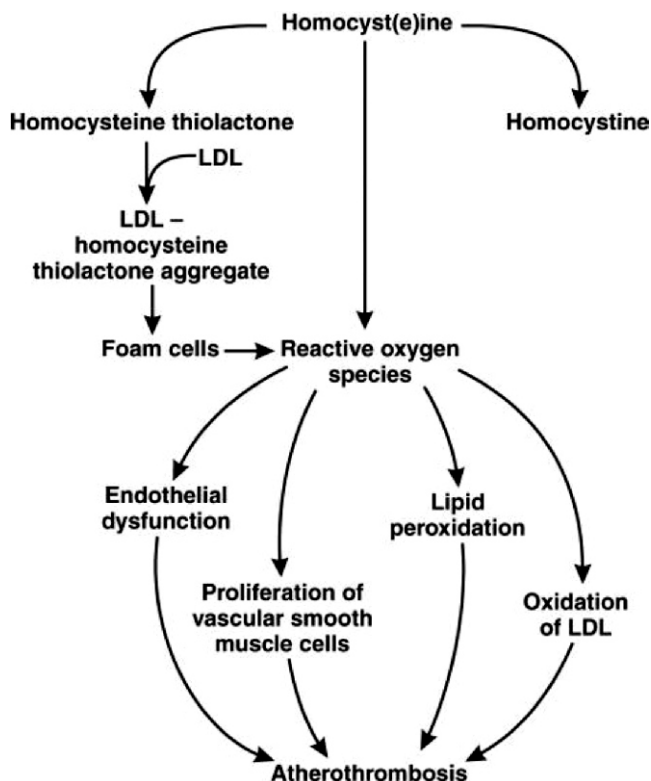 Homocyst(e)ine
Homocysteine thiolactone
Homocystine
LDL
LDL –
homocysteine
thiolactone aggregate
Foam cells
Reactive oxygen
species
Endothelial
dysfunction
Lipid
peroxidation
Proliferation of
vascular smooth
muscle cells
Oxidation
of LDL
Atherothrombosis